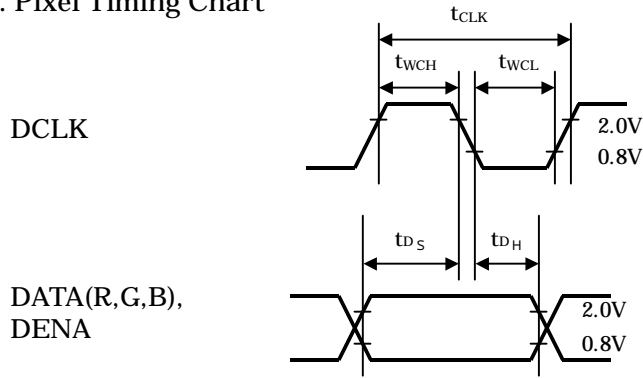 . Pixel Timing Chart
tCLK
tWCH tWCL
DCLK
2.0V
0.8V
tDS tDH
DATA(R,G,B),
DENA
2.0V
0.8V